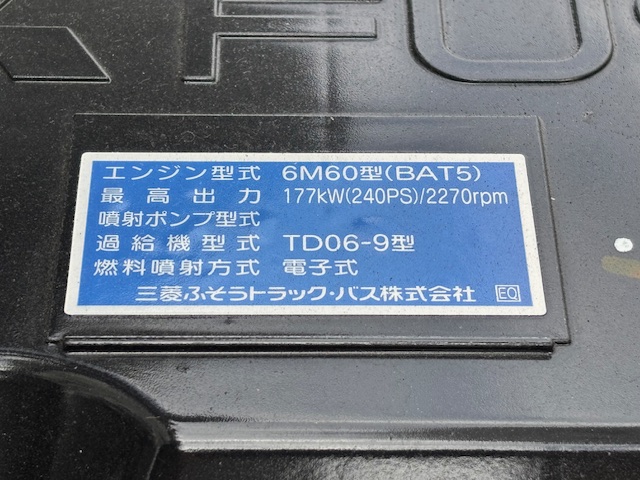 FUSO
エンジン型式 6M60型(BAT5)
最高出力 177kW(240PS)/2270rpm
噴射ポンプ型式
過給機型式 TD06-9型
燃料噴射方式 電子式
三菱ふそうトラック・バス株式会社 EQ